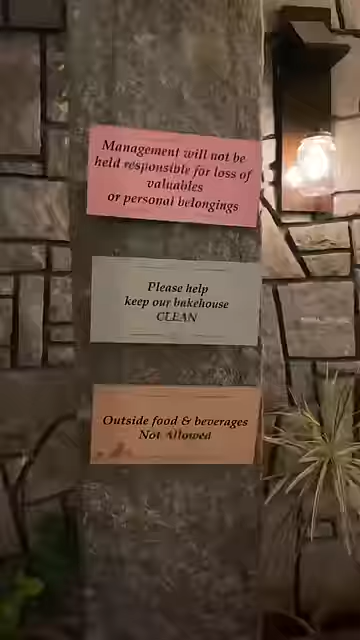 Management will not be
held responsible for loss of
valuables
or personal belongings
Please help
keep our bakehouse
CLEAN
Outside food & beverages
Not Allowed